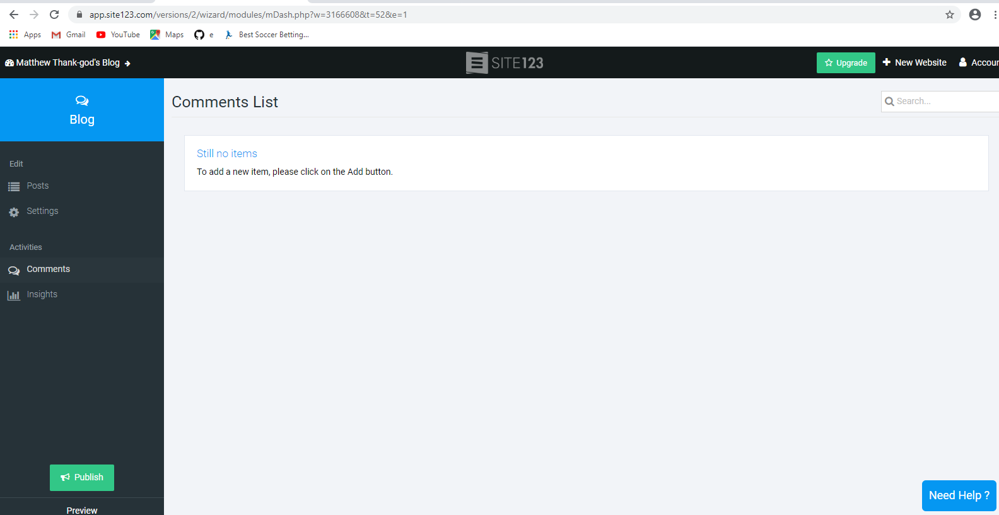 app.site123.com/versions/2/wizard/modules/mDash.php?w=3166608&t=52&e=1
Apps Gmail YouTube Maps e Best Soccer Betting...
Matthew Thank-god's Blog SITE123 Upgrade New Website Accour
Blog
Comments List Search...
Still no items
To add a new item, please click on the Add button.
Edit
Posts
Settings
Activities
Comments
Insights
Publish
Preview
Need Help ?